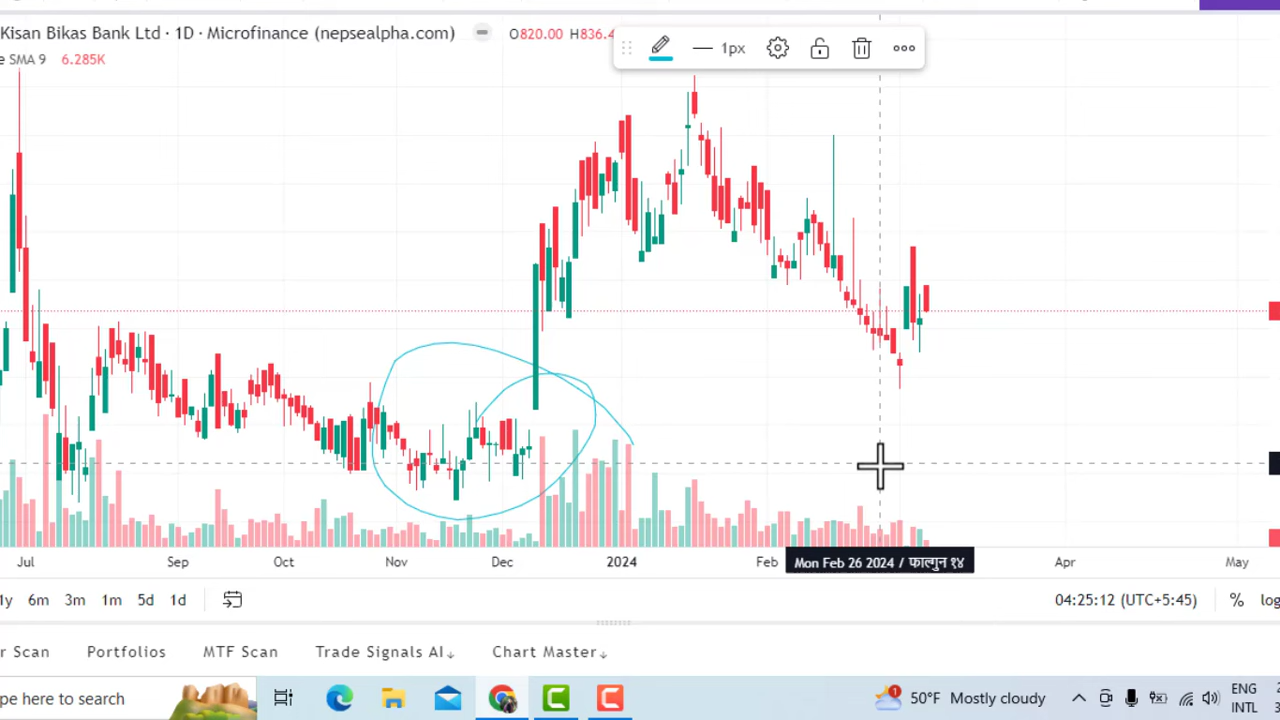 Kisan Bikas Bank Ltd · 1D · Microfinance (nepsealpha.com) O820.00 H836.4
e SMA 9 6.285K
1px
Jul Sep Oct Nov Dec 2024 Feb Mon Feb 26 2024 / फाल्गुन १४ Apr May
1y 6m 3m 1m 5d 1d 04:25:12 (UTC+5:45) % log
r Scan Portfolios MTF Scan Trade Signals AI↓ Chart Master↓
pe here to search 1 50°F Mostly cloudy ENG
INTL